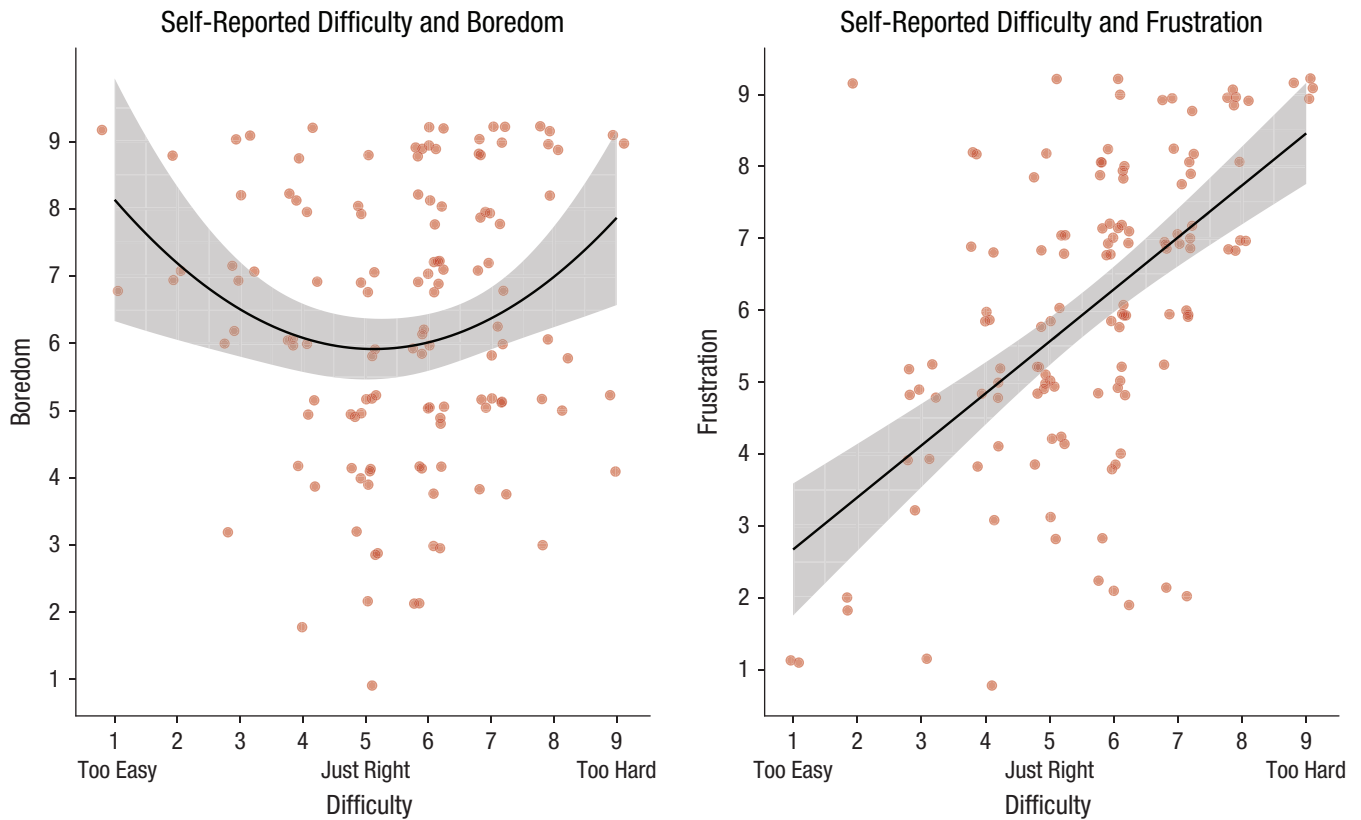 Self-Reported Difficulty and Boredom
9
8
7
6
5
4
3
2
1
Boredom
1 2 3 4 5 6 7 8 9
Too Easy Just Right Too Hard
Difficulty
Self-Reported Difficulty and Frustration
9
8
7
6
5
4
3
2
1
Frustration
1 2 3 4 5 6 7 8 9
Too Easy Just Right Too Hard
Difficulty